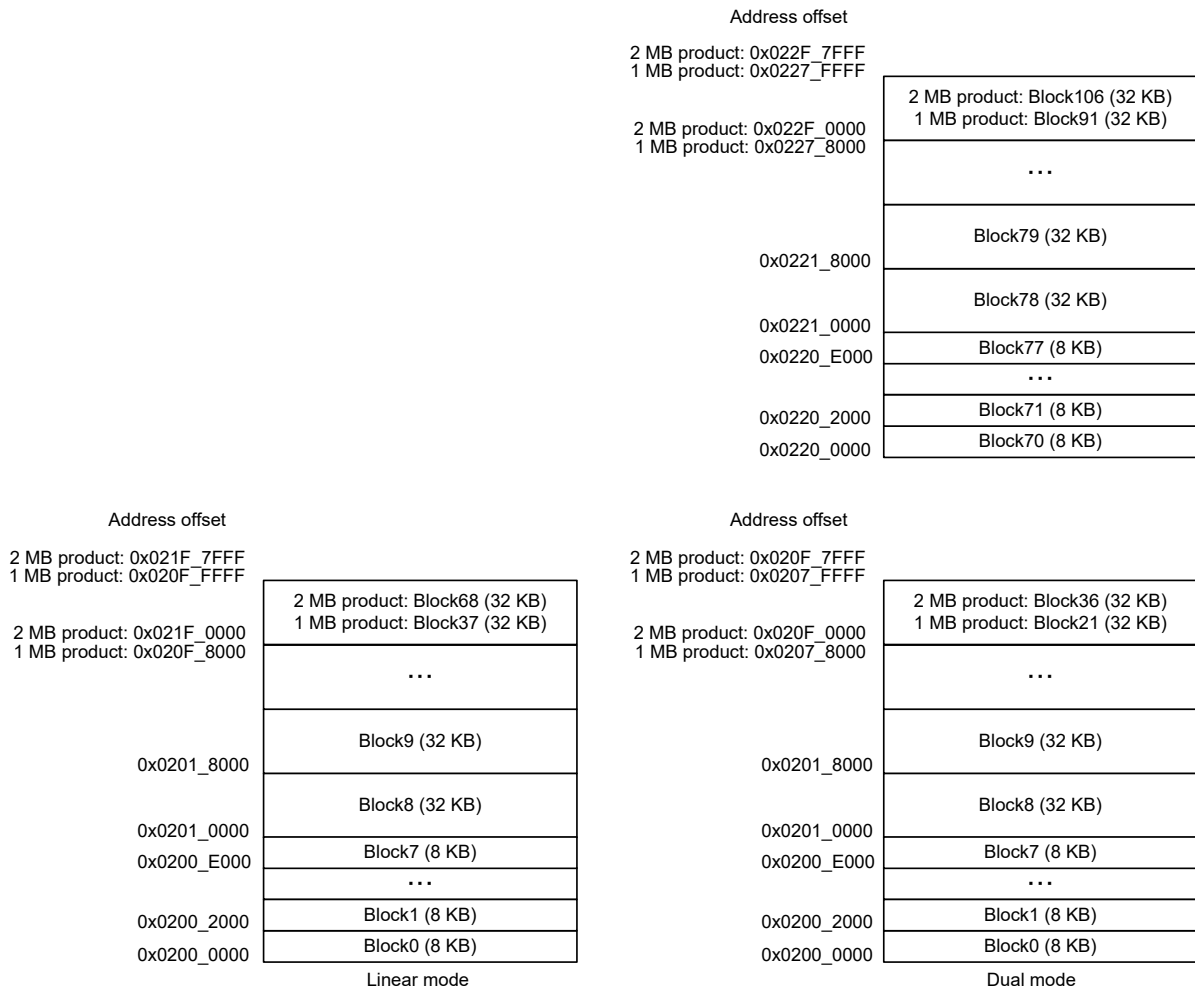 Address offset
2 MB product: 0x022F_7FFF
1 MB product: 0x0227_FFFF
2 MB product: Block106 (32 KB)
1 MB product: Block91 (32 KB)
2 MB product: 0x022F_0000
1 MB product: 0x0227_8000
...
Block79 (32 KB)
0x0221_8000
Block78 (32 KB)
0x0221_0000
Block77 (8 KB)
0x0220_E000
...
Block71 (8 KB)
0x0220_2000
Block70 (8 KB)
0x0220_0000
Address offset
2 MB product: 0x021F_7FFF
1 MB product: 0x020F_FFFF
2 MB product: Block68 (32 KB)
1 MB product: Block37 (32 KB)
2 MB product: 0x021F_0000
1 MB product: 0x020F_8000
...
Block9 (32 KB)
0x0201_8000
Block8 (32 KB)
0x0201_0000
Block7 (8 KB)
0x0200_E000
...
Block1 (8 KB)
0x0200_2000
Block0 (8 KB)
0x0200_0000
Linear mode
Address offset
2 MB product: 0x020F_7FFF
1 MB product: 0x0207_FFFF
2 MB product: Block36 (32 KB)
1 MB product: Block21 (32 KB)
2 MB product: 0x020F_0000
1 MB product: 0x0207_8000
...
Block9 (32 KB)
0x0201_8000
Block8 (32 KB)
0x0201_0000
Block7 (8 KB)
0x0200_E000
...
Block1 (8 KB)
0x0200_2000
Block0 (8 KB)
0x0200_0000
Dual mode